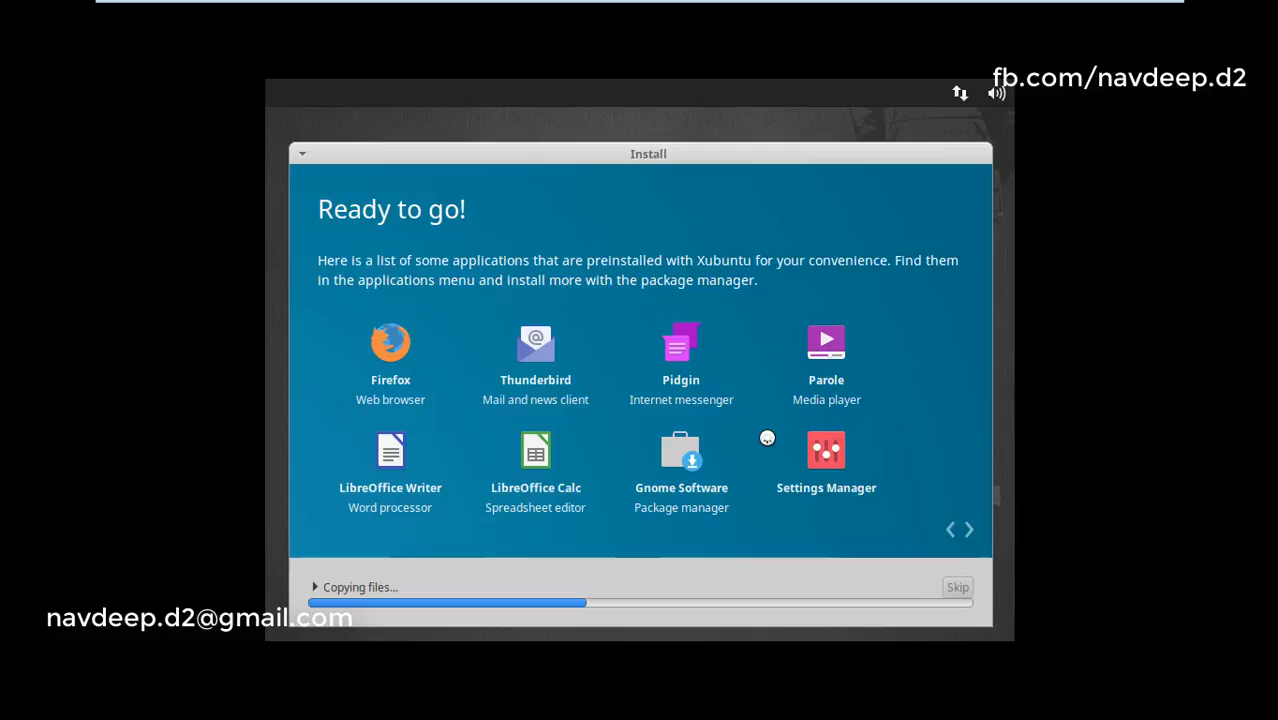 fb.com/navdeep.d2
Install
Ready to go!
Here is a list of some applications that are preinstalled with Xubuntu for your convenience. Find them
in the applications menu and install more with the package manager.
Firefox
Web browser
Thunderbird
Mail and news client
Pidgin
Internet messenger
Parole
Media player
LibreOffice Writer
Word processor
LibreOffice Calc
Spreadsheet editor
Gnome Software
Package manager
Settings Manager
Copying files...
Skip
navdeep.d2@gmail.com